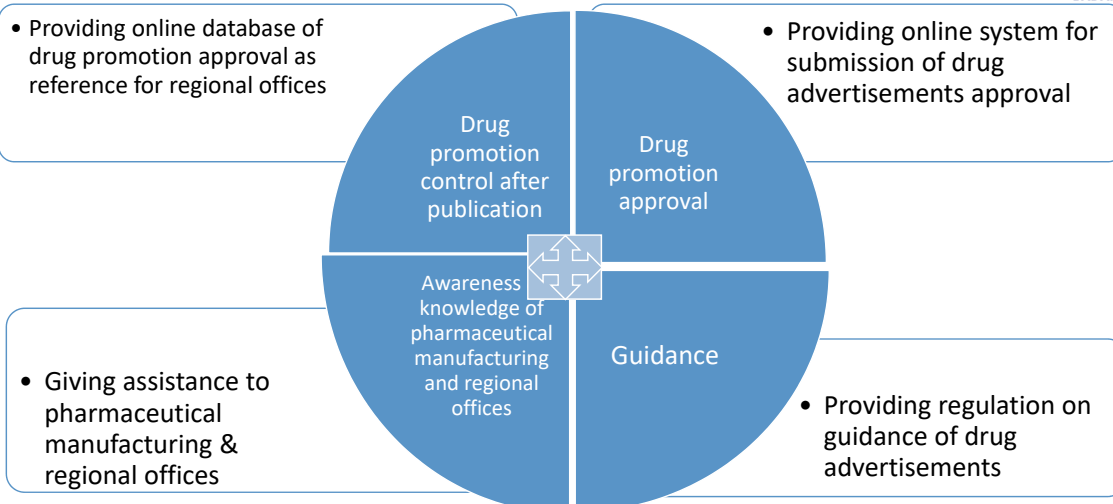 • Providing online database of
drug promotion approval as
reference for regional offices
• Providing online system for
submission of drug
advertisements approval
Drug
promotion
control after
publication
Drug
promotion
approval
Awareness
knowledge of
pharmaceutical
manufacturing
and regional
offices
Guidance
• Giving assistance to
pharmaceutical
manufacturing &
regional offices
• Providing regulation on
guidance of drug
advertisements